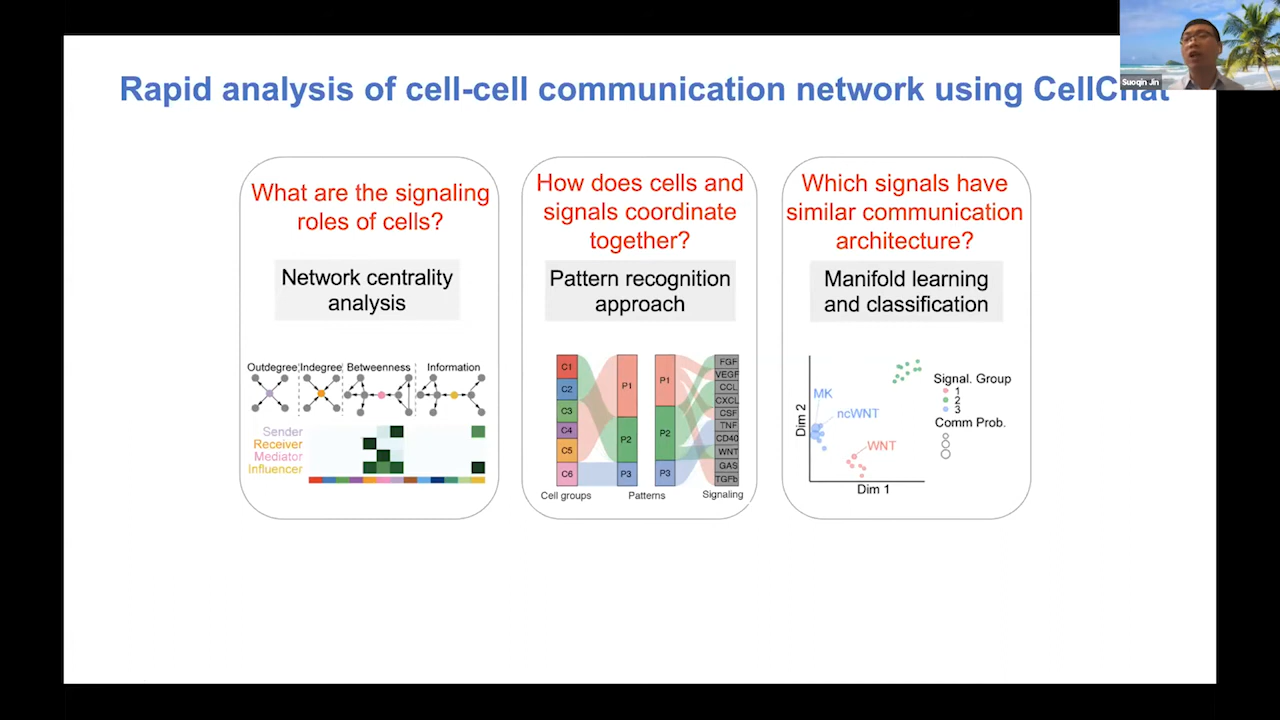 Rapid analysis of cell-cell communication network using CellChat
Suoqin Jin
What are the signaling
roles of cells?
Network centrality
analysis
Outdegree Indegree Betweenness Information
Sender
Receiver
Mediator
Influencer
How does cells and
signals coordinate
together?
Pattern recognition
approach
C1
C2
C3
C4
C5
C6
P1
P2
P3
P1
P2
P3
FGF
VEGF
CCL
CXCL
CSF
TNF
CD40
WNT
GAS
TGFb
Cell groups
Patterns
Signaling
Which signals have
similar communication
architecture?
Manifold learning
and classification
Dim 2
MK
ncWNT
WNT
Dim 1
Signal. Group
1
2
3
Comm Prob.